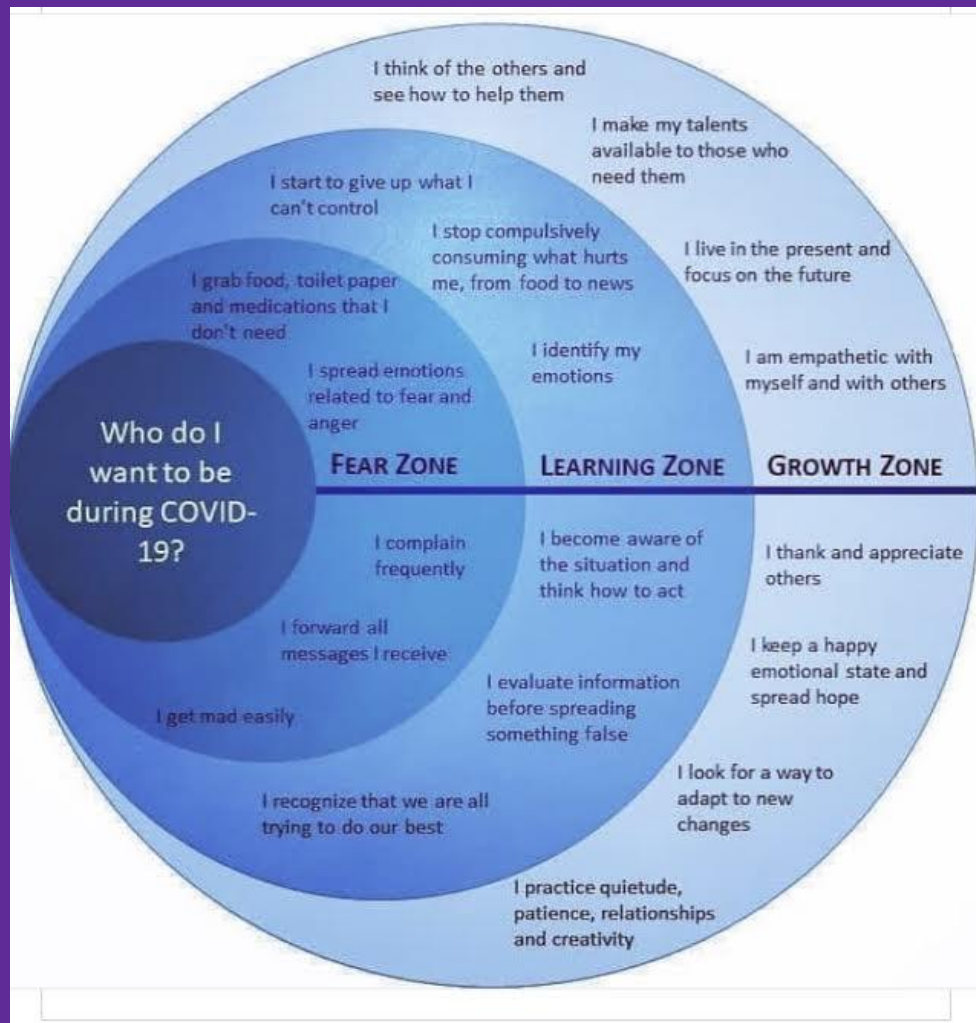 I think of the others and
see how to help them
I make my talents
available to those who
need them
I start to give up what I
can't control
I stop compulsively
consuming what hurts
me, from food to news
I live in the present and
focus on the future
I grab food, toilet paper
and medications that I
don't need
I identify my
emotions
I am empathetic with
myself and with others
I spread emotions
related to fear and
anger
Who do I
want to be
during COVID-
19?
FEAR ZONE
LEARNING ZONE
GROWTH ZONE
I complain
frequently
I become aware of
the situation and
think how to act
I thank and appreciate
others
I forward all
messages I receive
I keep a happy
emotional state and
spread hope
I evaluate information
before spreading
something false
I get mad easily
I look for a way to
adapt to new
changes
I recognize that we are all
trying to do our best
I practice quietude,
patience, relationships
and creativity